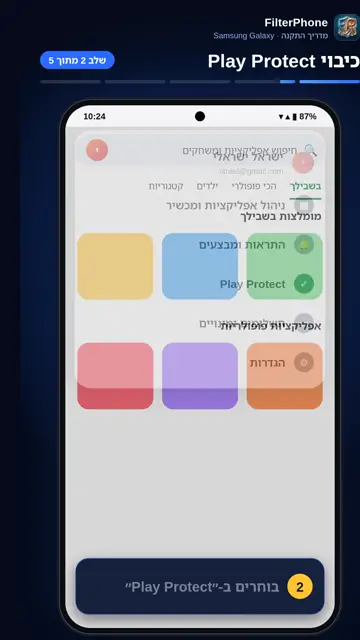 FilterPhone
מדריך התקנה · Samsung Galaxy
כיבוי Play Protect
שלב 2 מתוך 5
10:24
87%
חיפוש אפליקציות ומשחקים
ישראל ישראלי
israel@gmail.com
בשבילך
הכי פופולרי
ילדים
קטגוריות
ניהול אפליקציות ומכשיר
מומלצות בשבילך
התראות ומבצעים
Play Protect
תשלומים ומינויים
אפליקציות פופולריות
הגדרות
2
בוחרים ב-״Play Protect״